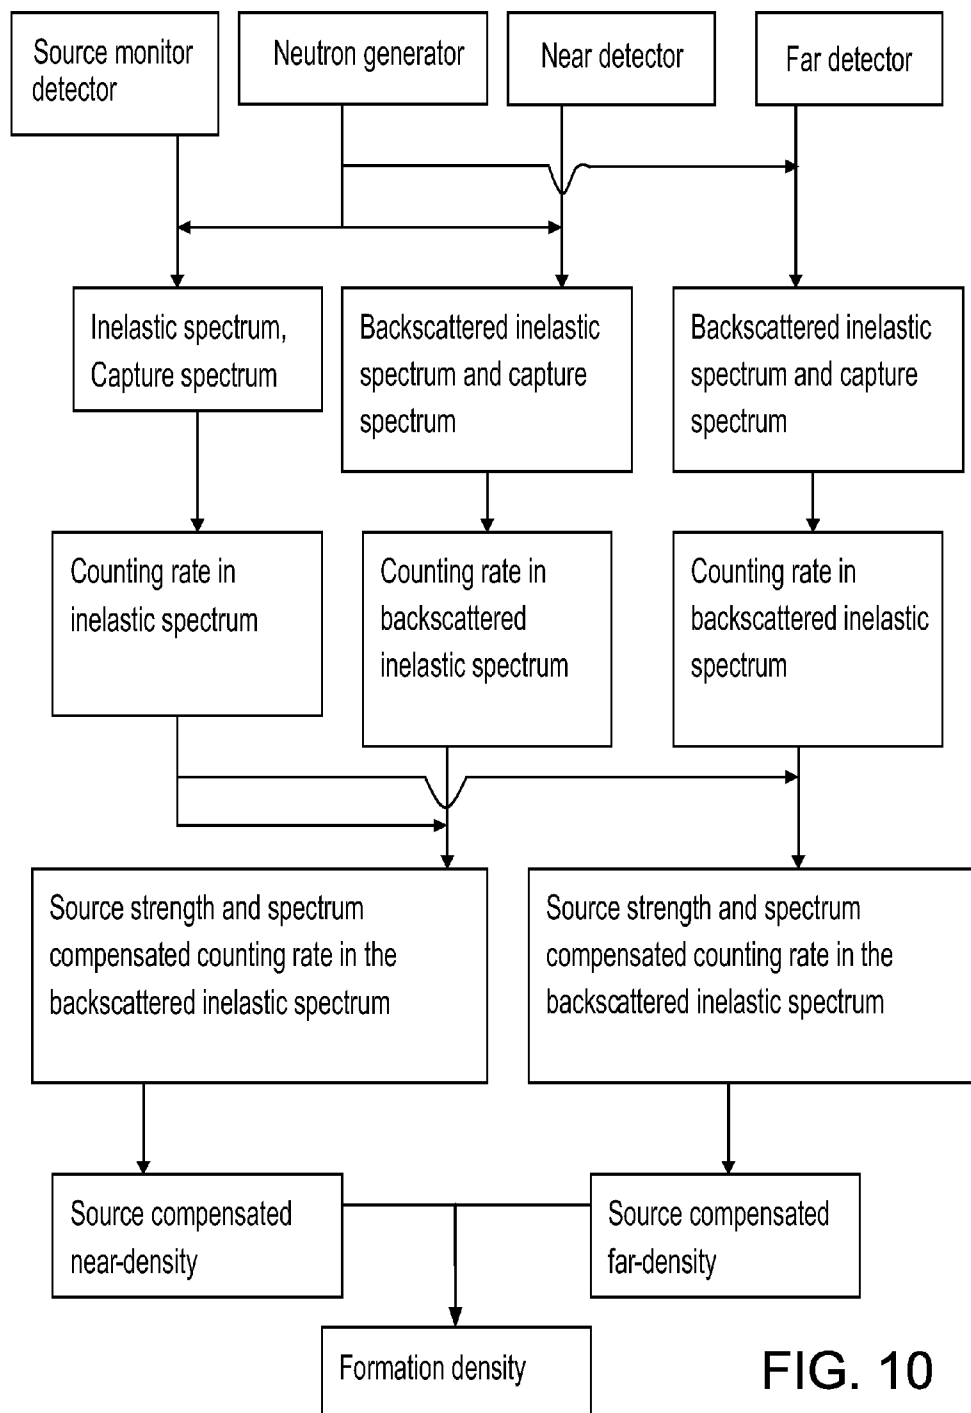 Source monitor
detector
Neutron generator
Near detector
Far detector
Inelastic spectrum,
Capture spectrum
Backscattered inelastic
spectrum and capture
spectrum
Backscattered inelastic
spectrum and capture
spectrum
Counting rate in
inelastic spectrum
Counting rate in
backscattered
inelastic spectrum
Counting rate in
backscattered inelastic
spectrum
Source strength and spectrum
compensated counting rate in the
backscattered inelastic spectrum
Source strength and spectrum
compensated counting rate in the
backscattered inelastic spectrum
Source compensated
near-density
Source compensated
far-density
Formation density
FIG. 10